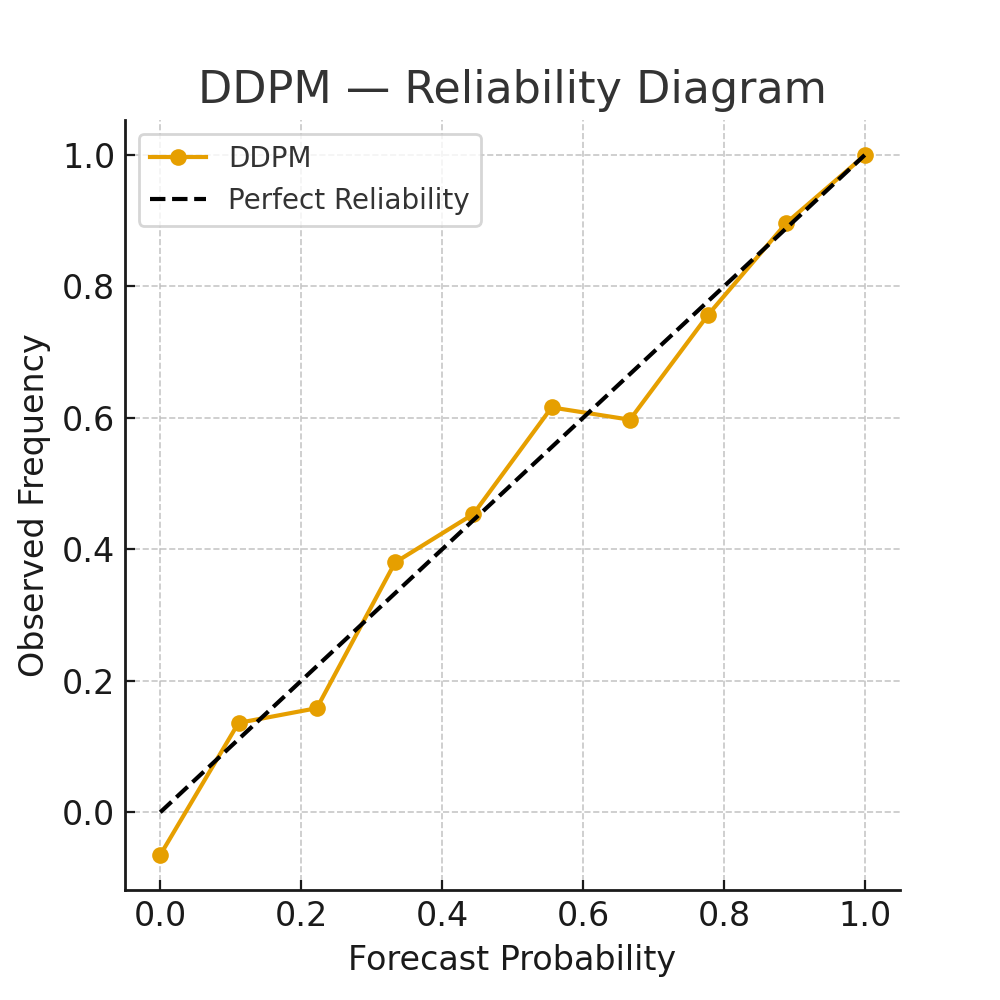 DDPM — Reliability Diagram
DDPM
Perfect Reliability
Observed Frequency
1.0
0.8
0.6
0.4
0.2
0.0
0.0 0.2 0.4 0.6 0.8 1.0
Forecast Probability